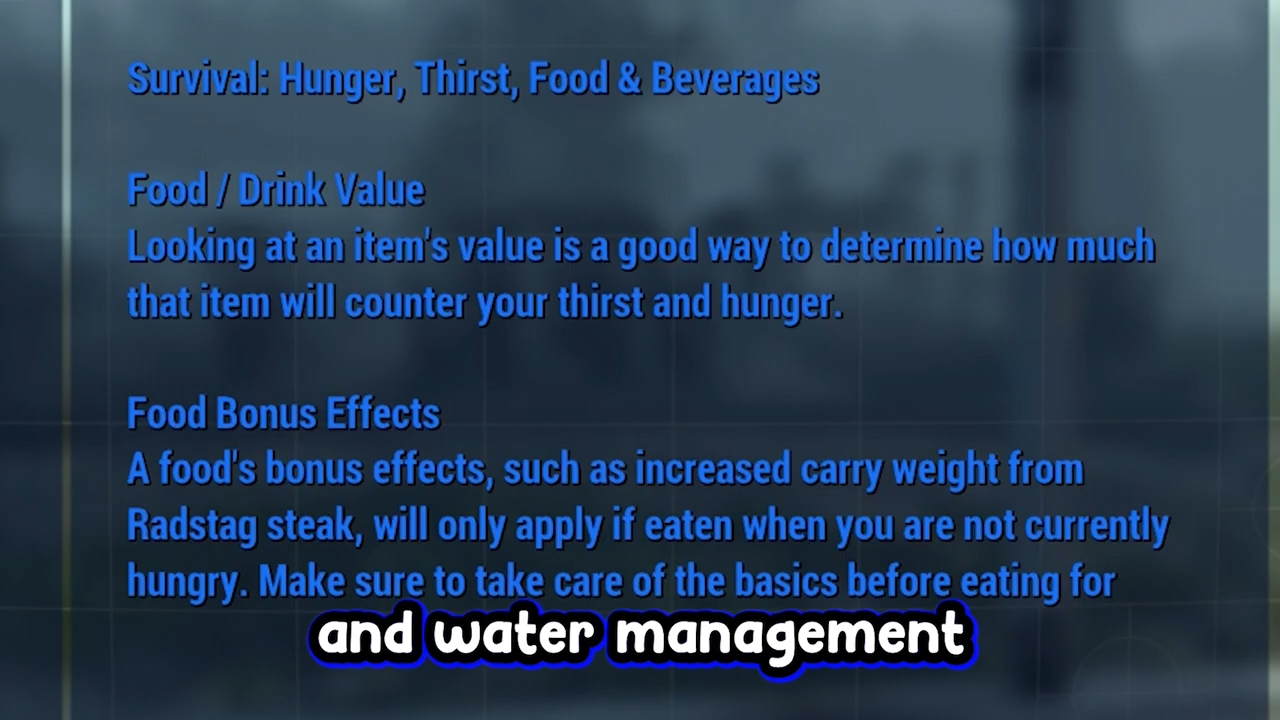 Survival: Hunger, Thirst, Food & Beverages
Food / Drink Value
Looking at an item's value is a good way to determine how much
that item will counter your thirst and hunger.
Food Bonus Effects
A food's bonus effects, such as increased carry weight from
Radstag steak, will only apply if eaten when you are not currently
hungry. Make sure to take care of the basics before eating for
and water management